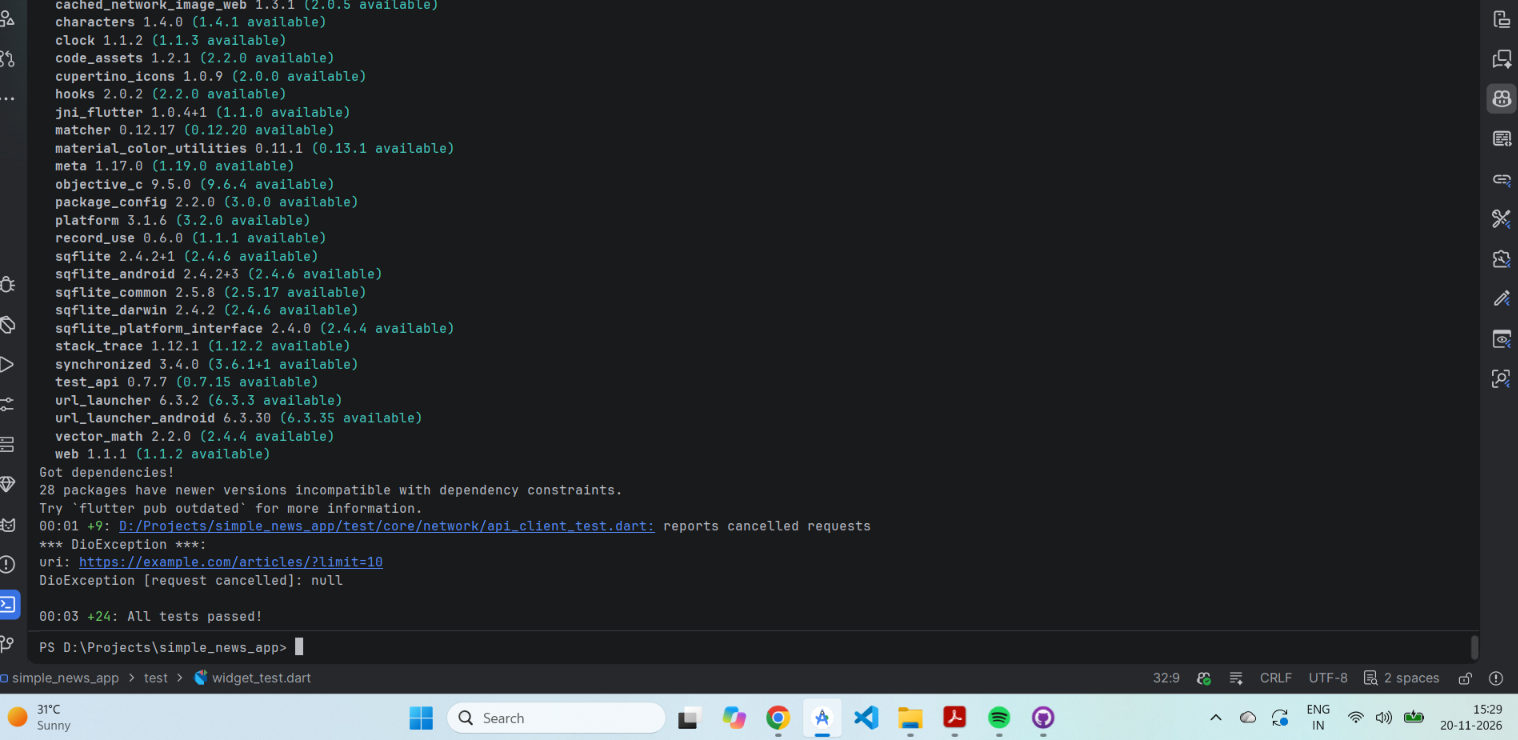 cached_network_image_web 1.3.1 (2.0.5 available)
characters 1.4.0 (1.4.1 available)
clock 1.1.2 (1.1.3 available)
code_assets 1.2.1 (2.2.0 available)
cupertino_icons 1.0.9 (2.0.0 available)
hooks 2.0.2 (2.2.0 available)
jni_flutter 1.0.4+1 (1.1.0 available)
matcher 0.12.17 (0.12.20 available)
material_color_utilities 0.11.1 (0.13.1 available)
meta 1.17.0 (1.19.0 available)
objective_c 9.5.0 (9.6.4 available)
package_config 2.2.0 (3.0.0 available)
platform 3.1.6 (3.2.0 available)
record_use 0.6.0 (1.1.1 available)
sqflite 2.4.2+1 (2.4.6 available)
sqflite_android 2.4.2+3 (2.4.6 available)
sqflite_common 2.5.8 (2.5.17 available)
sqflite_darwin 2.4.2 (2.4.6 available)
sqflite_platform_interface 2.4.0 (2.4.4 available)
stack_trace 1.12.1 (1.12.2 available)
synchronized 3.4.0 (3.6.1+1 available)
test_api 0.7.7 (0.7.15 available)
url_launcher 6.3.2 (6.3.3 available)
url_launcher_android 6.3.30 (6.3.35 available)
vector_math 2.2.0 (2.4.4 available)
web 1.1.1 (1.1.2 available)
Got dependencies!
28 packages have newer versions incompatible with dependency constraints.
Try `flutter pub outdated` for more information.
00:01 +9: D:/Projects/simple_news_app/test/core/network/api_client_test.dart: reports cancelled requests
*** DioException ***:
uri: https://example.com/articles/?limit=10
DioException [request cancelled]: null
00:03 +24: All tests passed!
PS D:\Projects\simple_news_app>
simple_news_app > test > widget_test.dart
32:9 CRLF UTF-8 2 spaces
31°C
Sunny
Search
ENG
IN
15:29
20-11-2026